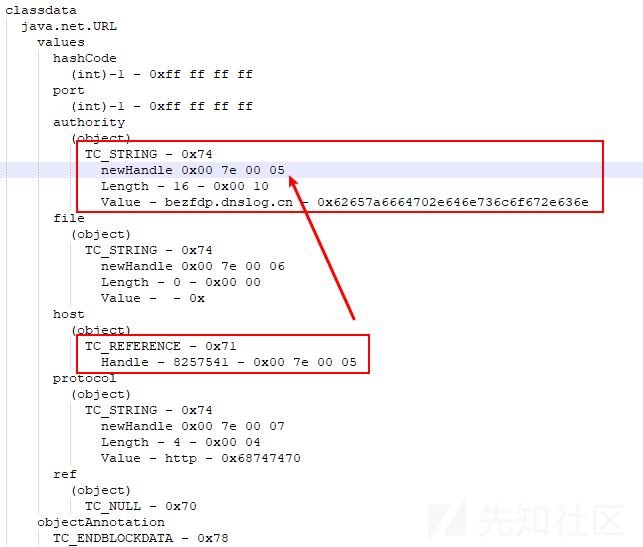 classdata
java.net.URL
values
hashCode
(int)-1 - 0xff ff ff ff
port
(int)-1 - 0xff ff ff ff
authority
(object)
TC_STRING - 0x74
newHandle 0x00 7e 00 05
Length - 16 - 0x00 10
Value - bezfdp.dnslog.cn - 0x62657a6664702e646e736c6f672e636e
file
(object)
TC_STRING - 0x74
newHandle 0x00 7e 00 06
Length - 0 - 0x00 00
Value -  - 0x
host
(object)
TC_REFERENCE - 0x71
Handle - 8257541 - 0x00 7e 00 05
protocol
(object)
TC_STRING - 0x74
newHandle 0x00 7e 00 07
Length - 4 - 0x00 04
Value - http - 0x68747470
ref
(object)
TC_NULL - 0x70
objectAnnotation
TC_ENDBLOCKDATA - 0x78
先知社区